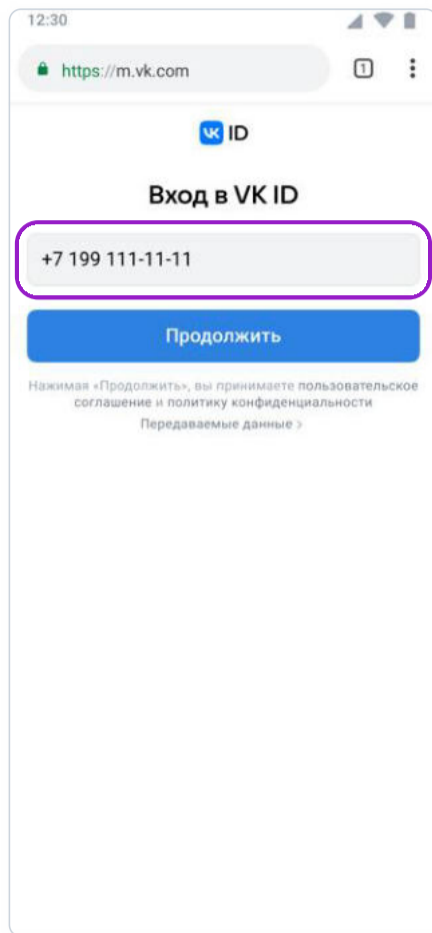 12:30
https://m.vk.com
1
VK ID
Вход в VK ID
+7 199 111-11-11
Продолжить
Нажимая «Продолжить», вы принимаете пользовательское
соглашение и политику конфиденциальности
Передаваемые данные >